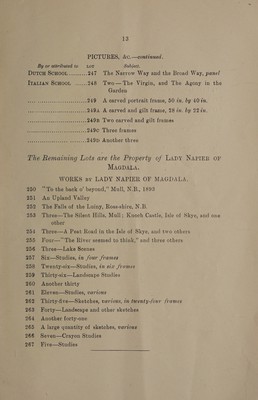 13
PICTURES, &c.—continued.
By or attributed to Lot Subject.
DUTCH SCHOOL.........247 The Narrow Way and the Broad Way, panel
ITALIAN SCHOOL ......248 Two—The Virgin, and The Agony in the
Garden
..............................249 A carved portrait frame, 50 in. by 40 in.
..............................249A A carved and gilt frame, 28 in. by 22 in.
..............................249B Two carved and gilt frames
..............................249C Three frames
..............................249D Another three
The Remaining Lots are the Property of LADY NAPIER OF
MAGDALA.
WORKS BY LADY NAPIER OF MAGDALA.
250 "To the back o' beyond," Mull, N.B., 1893
251 An Upland Valley
252 The Falls of the Luiny, Ross-shire, N.B.
253 Three—The Silent Hills, Mull; Knock Castle, Isle of Skye, and one
other
254 Three—A Peat Road in the Isle of Skye, and two others
255 Four—"The River seemed to think," and three others
256 Three—Lake Scenes
257 Six—Studies, in four frames
258 Twenty-six—Studies, in six frames
259 Thirty-six—Landscape Studies
260 Another thirty
261 Eleven—Studies, various
262 Thirty-five—Sketches, various, in twenty-four frames
263 Forty—Landscape and other sketches
264 Another forty-one
265 A large quantity of sketches, various
266 Seven—Crayon Studies
267 Five—Studies